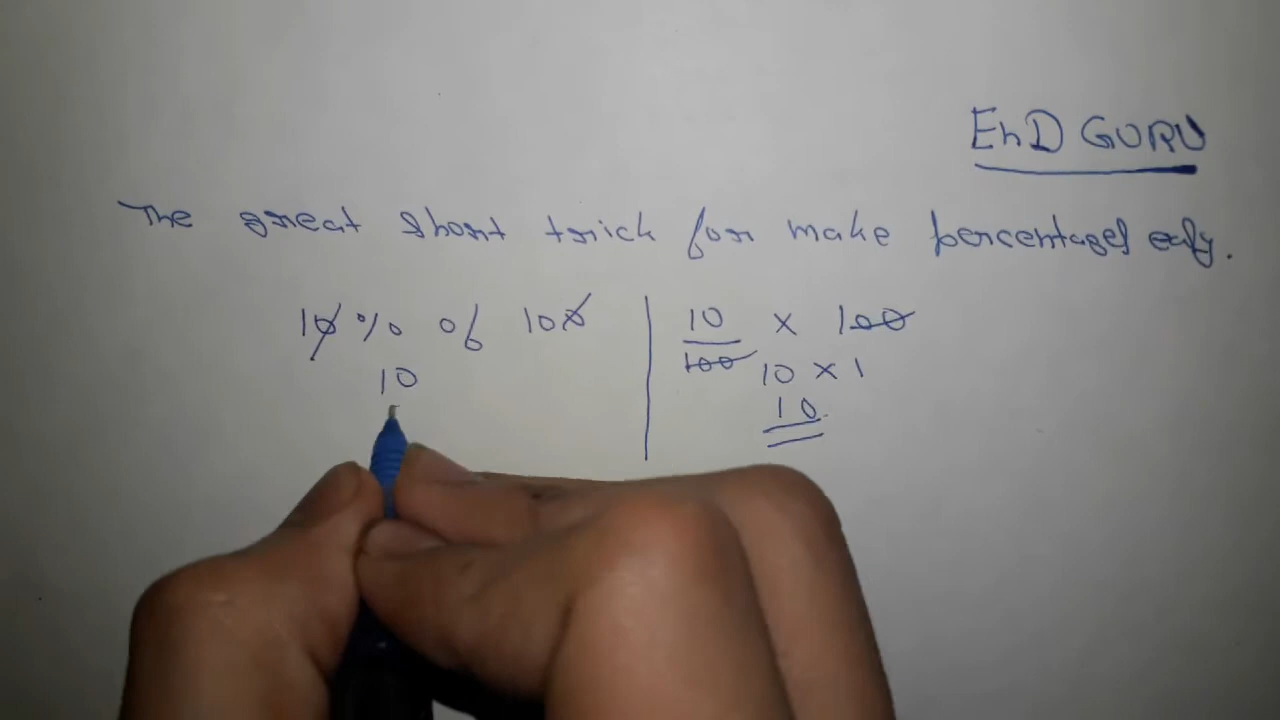 EhD GURU
The great short trick for make percentages easy.
10% of 100
10
10 x 100
100
10 x 1
10